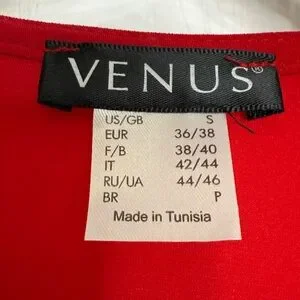 VENUS®
US/GB S
EUR 36/38
F/B 38/40
IT 42/44
RU/UA 44/46
BR P
Made in Tunisia